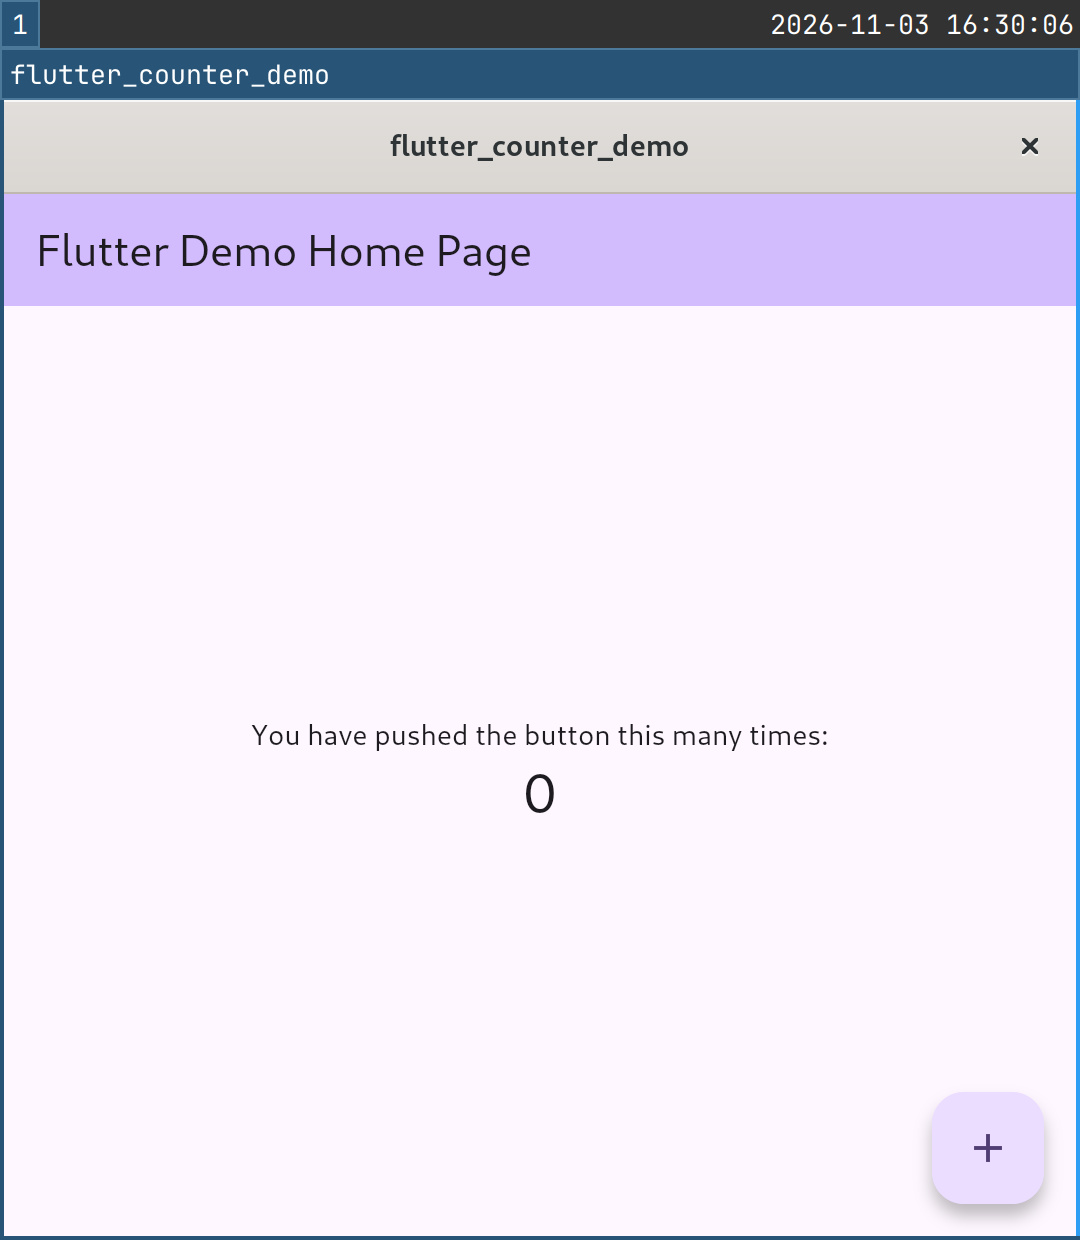 1
2026-11-03 16:30:06
flutter_counter_demo
flutter_counter_demo
Flutter Demo Home Page
You have pushed the button this many times:
0